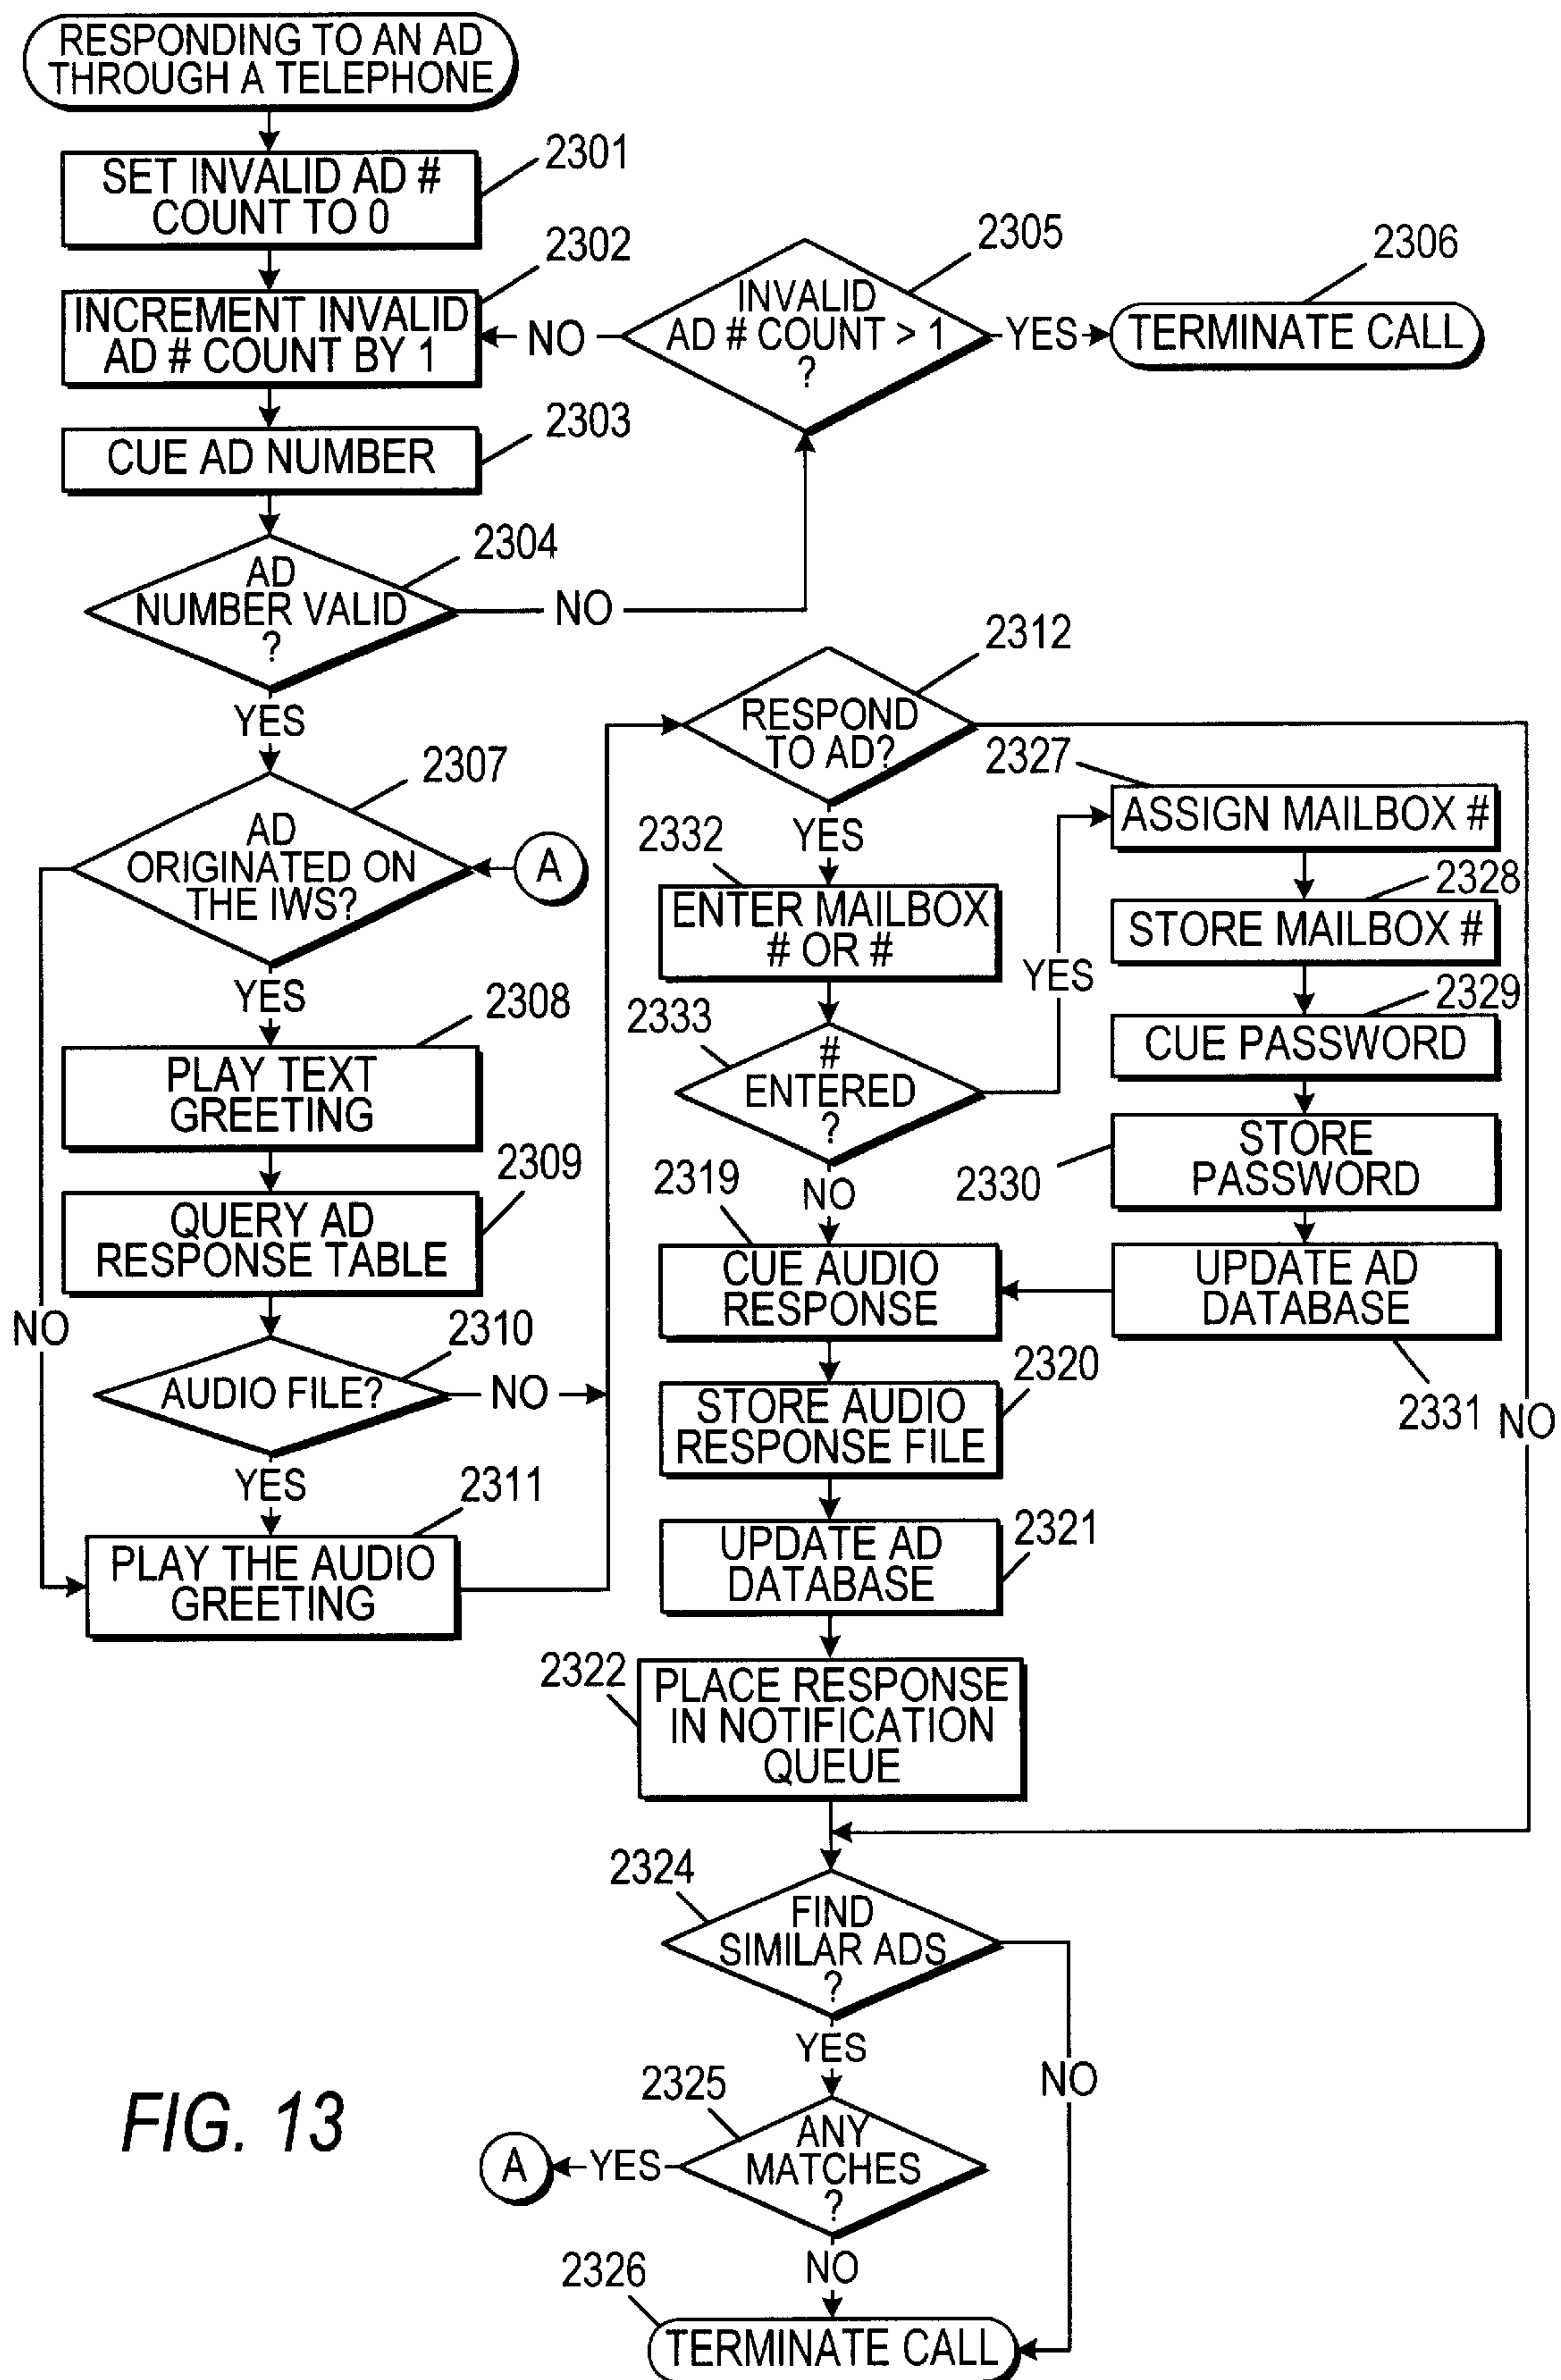 RESPONDING TO AN AD
THROUGH A TELEPHONE
2301
SET INVALID AD #
COUNT TO 0
2302
INCREMENT INVALID
AD # COUNT BY 1
NO
2305
INVALID
AD # COUNT > 1
?
YES
2306
TERMINATE CALL
2303
CUE AD NUMBER
2304
AD
NUMBER VALID
?
NO
YES
2307
AD
ORIGINATED ON
THE IWS?
A
YES
2308
PLAY TEXT
GREETING
2309
QUERY AD
RESPONSE TABLE
NO
2310
AUDIO FILE?
NO
YES
2311
PLAY THE AUDIO
GREETING
2312
RESPOND
TO AD?
YES
2332
ENTER MAILBOX
# OR #
2333
#
ENTERED
?
YES
2327
ASSIGN MAILBOX #
2328
STORE MAILBOX #
2329
CUE PASSWORD
2330
STORE
PASSWORD
UPDATE AD
DATABASE
2331
NO
NO
2319
CUE AUDIO
RESPONSE
2320
STORE AUDIO
RESPONSE FILE
2321
UPDATE AD
DATABASE
2322
PLACE RESPONSE
IN NOTIFICATION
QUEUE
2324
FIND
SIMILAR ADS
?
YES
NO
2325
ANY
MATCHES
?
YES
A
NO
2326
TERMINATE CALL
FIG. 13